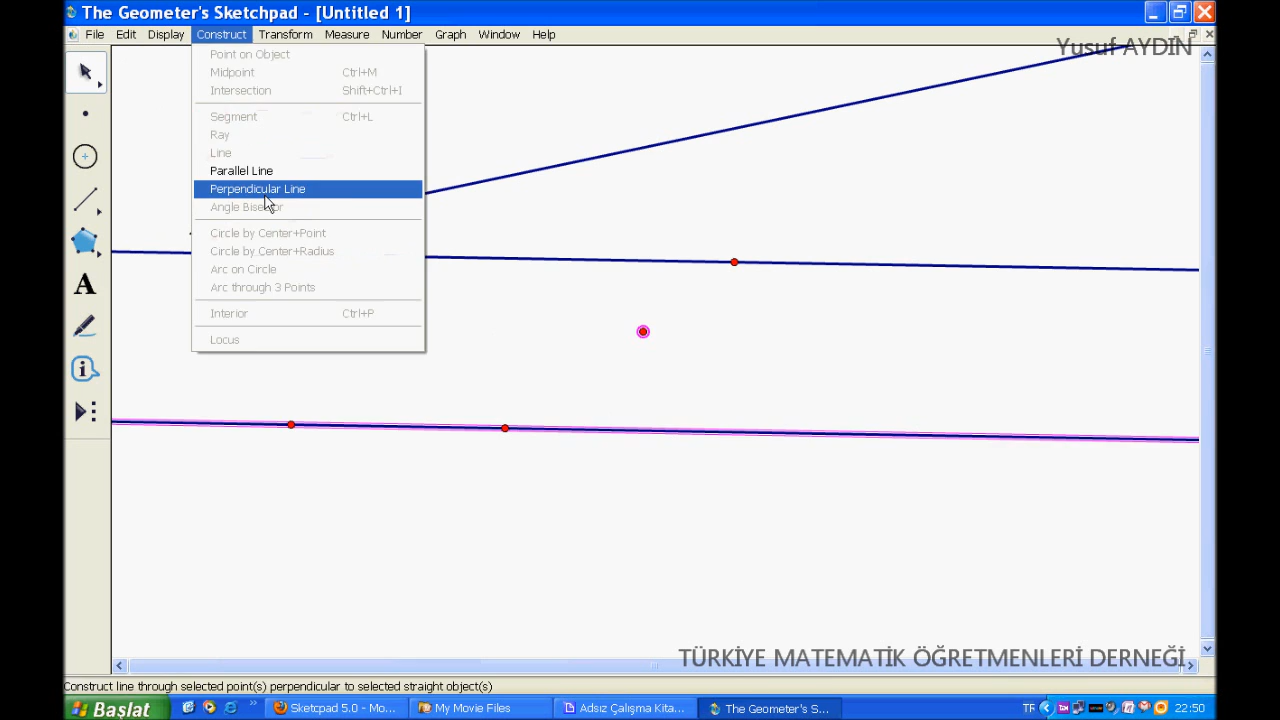 The Geometer's Sketchpad - [Untitled 1]
File Edit Display Construct Transform Measure Number Graph Window Help
Yusuf AYDIN
Point on Object
Midpoint Ctrl+M
Intersection Shift+Ctrl+I
Segment Ctrl+L
Ray
Line
Parallel Line
Perpendicular Line
Angle Bisector
Circle by Center+Point
Circle by Center+Radius
Arc on Circle
Arc through 3 Points
Interior Ctrl+P
Locus
A
TÜRKİYE MATEMATİK ÖĞRETMENLERİ DERNEĞİ
Construct line through selected point(s) perpendicular to selected straight object(s)
Başlat Sketcpad 5.0 - Mo... My Movie Files Adsız Çalışma Kita... The Geometer's S... TR 22:50